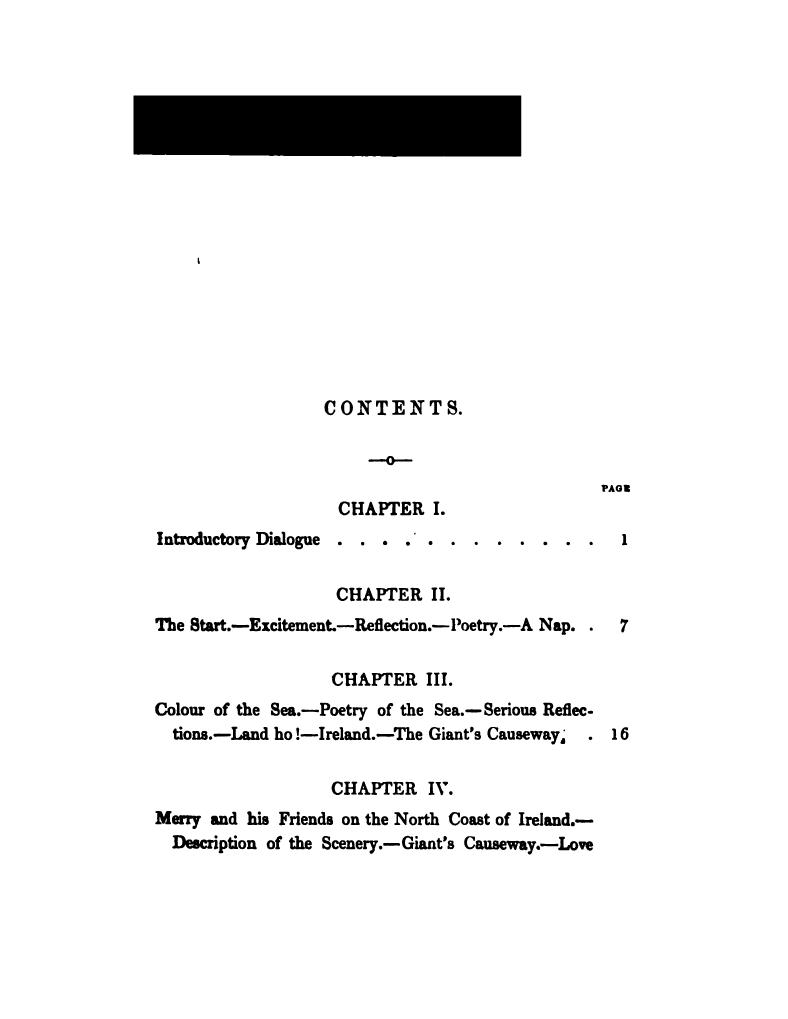 CONTENTS.
PAGE
CHAPTER I.
Introductory Dialogue . . . . . . . . . . . . 1
CHAPTER II.
The Start.—Excitement.—Reflection.—Poetry.—A Nap. . 7
CHAPTER III.
Colour of the Sea.—Poetry of the Sea.—Serious Reflec-
tions.—Land ho!—Ireland.—The Giant's Causeway. . 16
CHAPTER IV.
Merry and his Friends on the North Coast of Ireland.—
Description of the Scenery.—Giant's Causeway.—Love